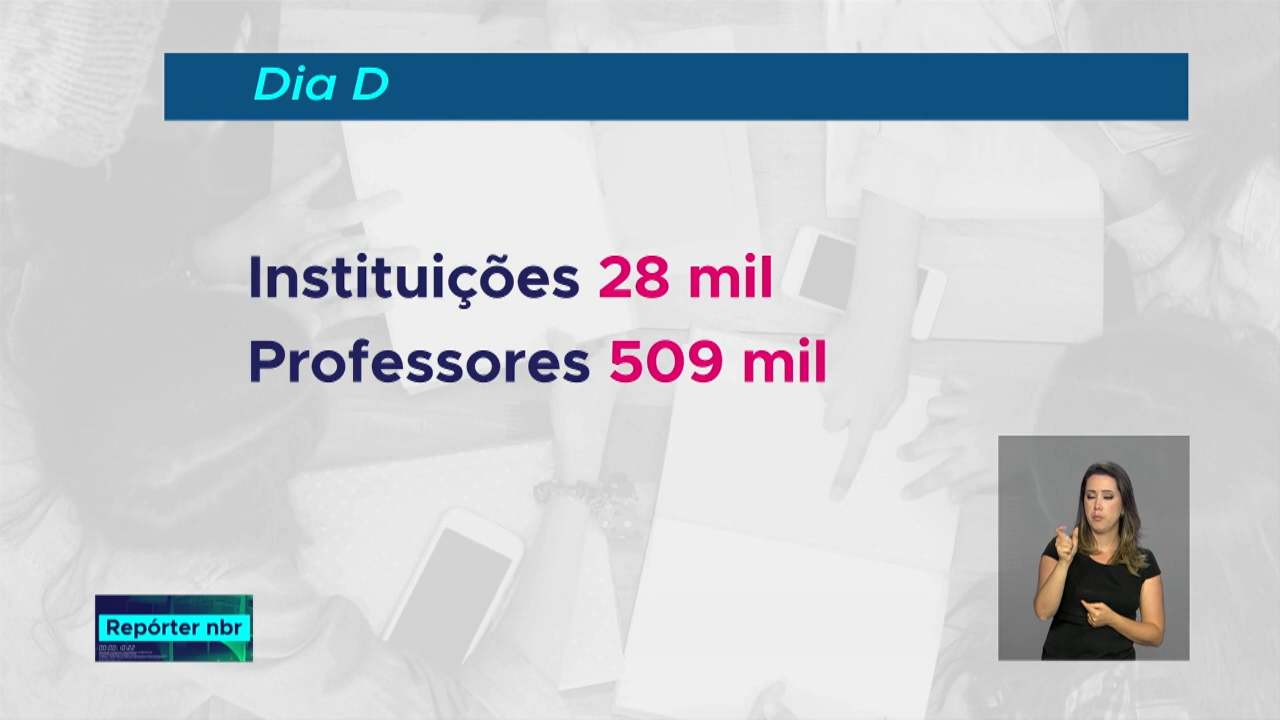 Dia D
Instituições 28 mil
Professores 509 mil
Repórter nbr